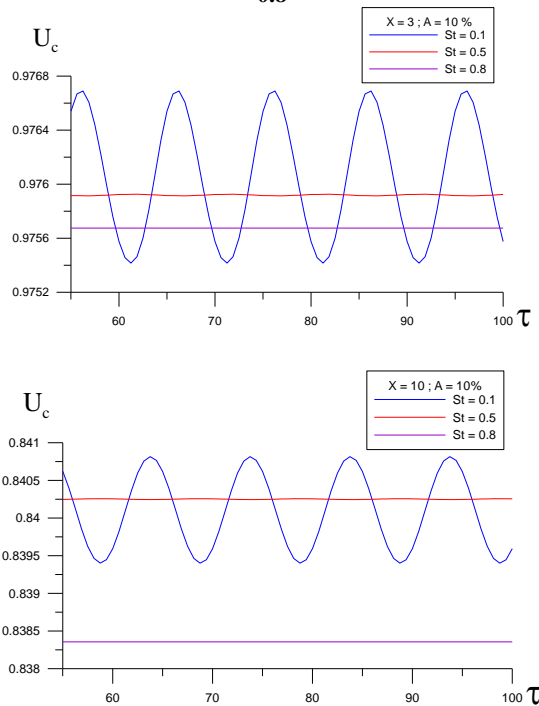 X = 3 ; A = 10 %
St = 0.1
St = 0.5
St = 0.8
U_c
0.9768
0.9764
0.976
0.9756
0.9752
60
70
80
90
100
τ
X = 10 ; A = 10%
St = 0.1
St = 0.5
St = 0.8
U_c
0.841
0.8405
0.84
0.8395
0.839
0.8385
0.838
60
70
80
90
100
τ